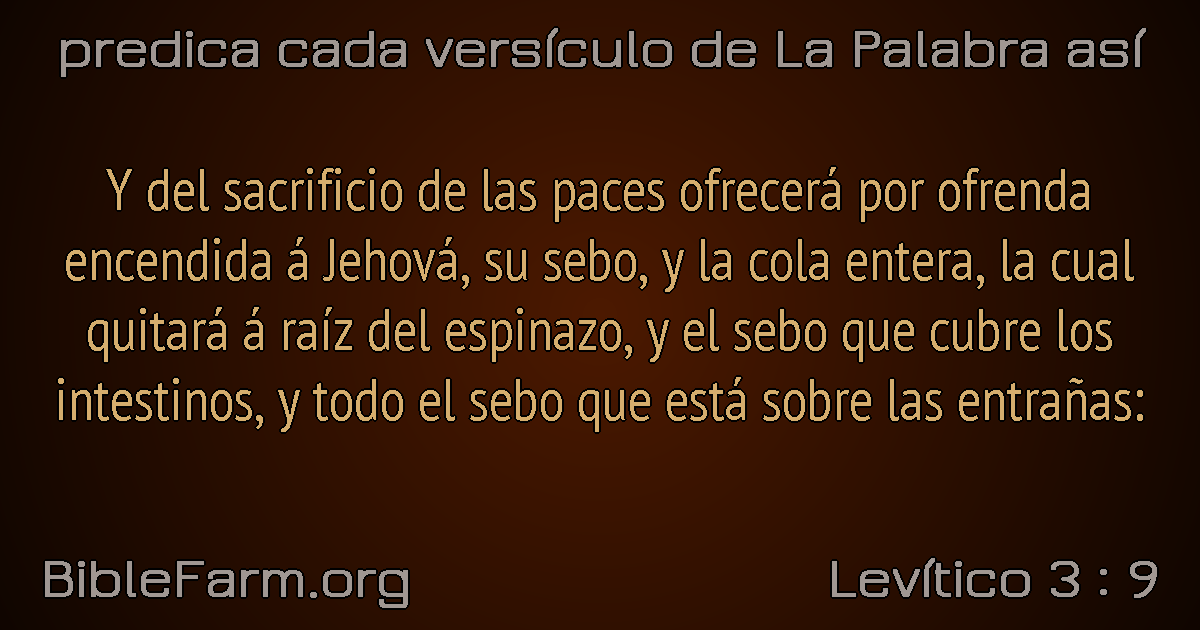 predica cada versículo de La Palabra así
Y del sacrificio de las paces ofrecerá por ofrenda
encendida á Jehová, su sebo, y la cola entera, la cual
quitará á raíz del espinazo, y el sebo que cubre los
intestinos, y todo el sebo que está sobre las entrañas:
BibleFarm.org
Levítico 3 : 9